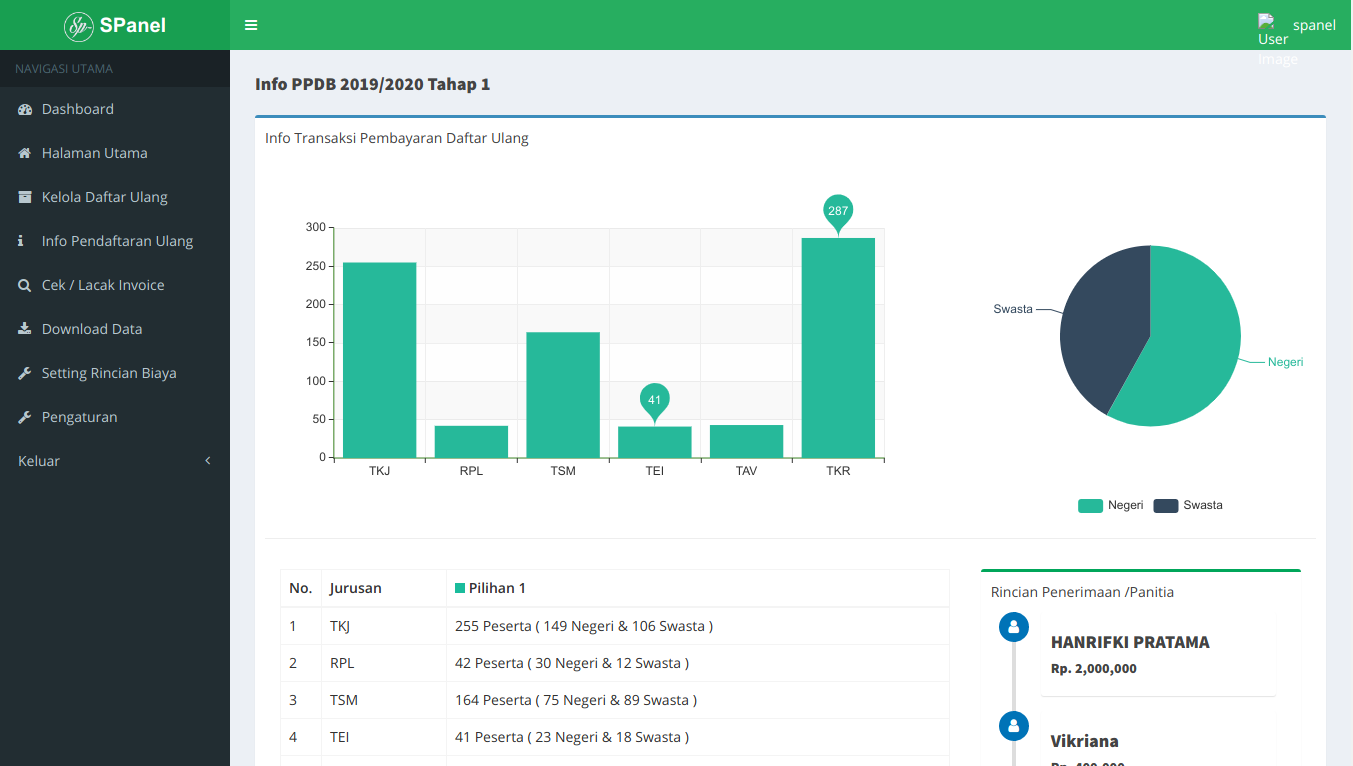 Sp SPanel
User Image
spanel
NAVIGASI UTAMA
Dashboard
Halaman Utama
Kelola Daftar Ulang
Info Pendaftaran Ulang
Cek / Lacak Invoice
Download Data
Setting Rincian Biaya
Pengaturan
Keluar
Info PPDB 2019/2020 Tahap 1
Info Transaksi Pembayaran Daftar Ulang
300
250
200
150
100
50
0
287
41
TKJ RPL TSM TEI TAV TKR
Swasta
Negeri
Negeri Swasta
No. Jurusan Pilihan 1
1 TKJ 255 Peserta ( 149 Negeri & 106 Swasta )
2 RPL 42 Peserta ( 30 Negeri & 12 Swasta )
3 TSM 164 Peserta ( 75 Negeri & 89 Swasta )
4 TEI 41 Peserta ( 23 Negeri & 18 Swasta )
Rincian Penerimaan /Panitia
HANRIFKI PRATAMA
Rp. 2,000,000
Vikriana